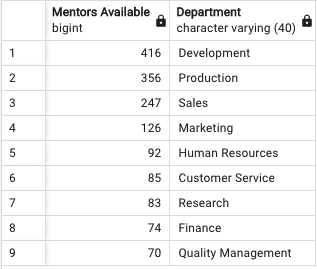 Mentors Available Department
bigint character varying (40)
1 416 Development
2 356 Production
3 247 Sales
4 126 Marketing
5 92 Human Resources
6 85 Customer Service
7 83 Research
8 74 Finance
9 70 Quality Management